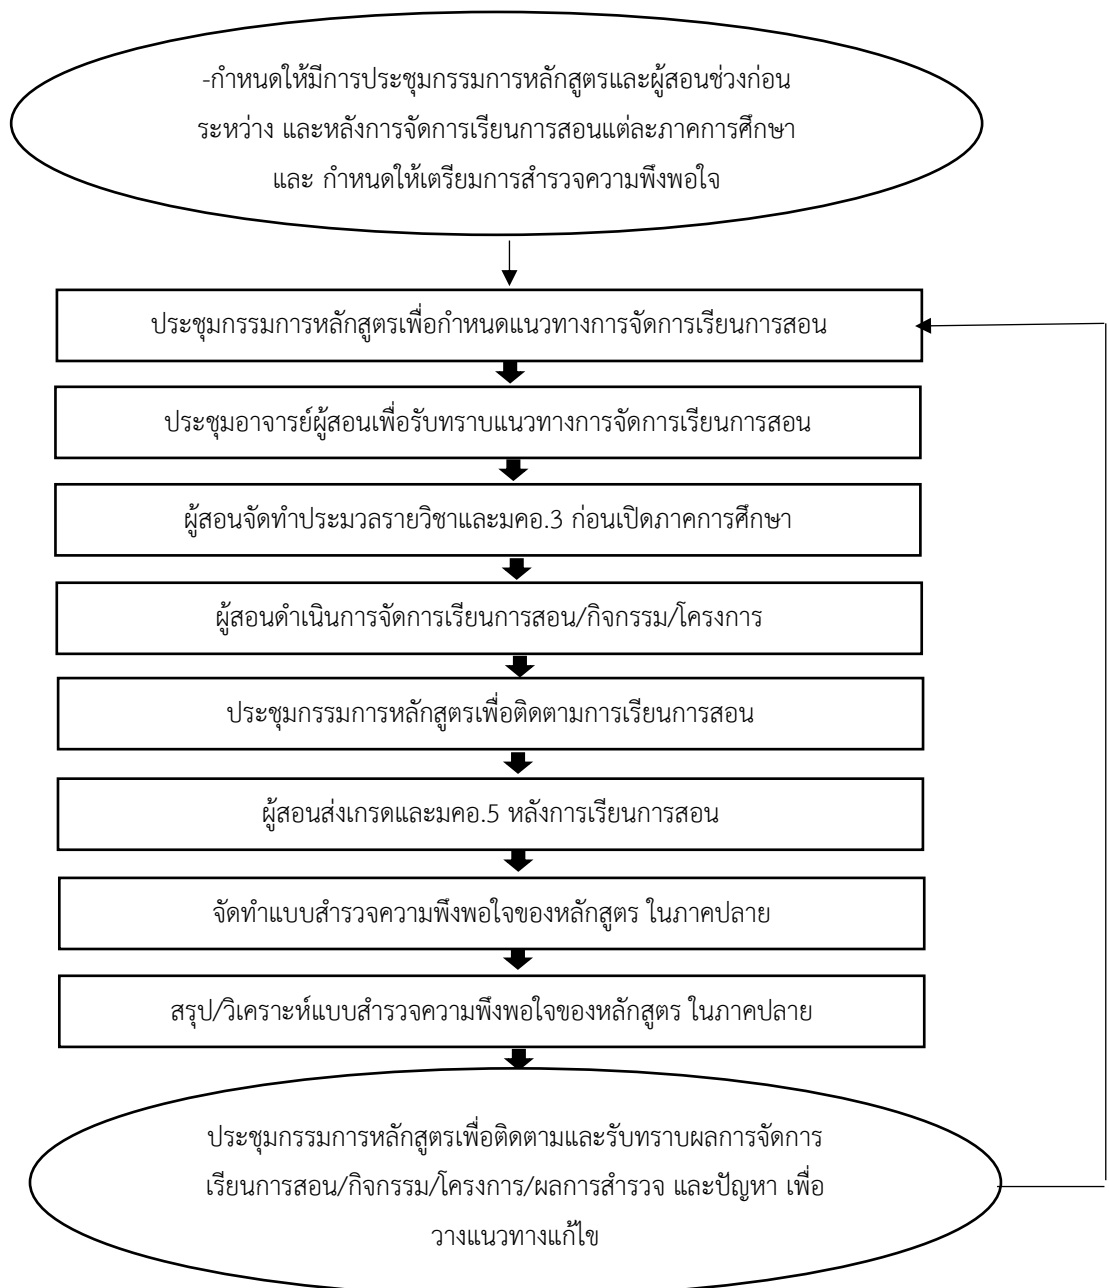 -กำหนดให้มีการประชุมกรรมการหลักสูตรและผู้สอนช่วงก่อน
ระหว่าง และหลังการจัดการเรียนการสอนแต่ละภาคการศึกษา
และ กำหนดให้เตรียมการสำรวจความพึงพอใจ
ประชุมกรรมการหลักสูตรเพื่อกำหนดแนวทางการจัดการเรียนการสอน
ประชุมอาจารย์ผู้สอนเพื่อรับทราบแนวทางการจัดการเรียนการสอน
ผู้สอนจัดทำประมวลรายวิชาและมคอ.3 ก่อนเปิดภาคการศึกษา
ผู้สอนดำเนินการจัดการเรียนการสอน/กิจกรรม/โครงการ
ประชุมกรรมการหลักสูตรเพื่อติดตามการเรียนการสอน
ผู้สอนส่งเกรดและมคอ.5 หลังการเรียนการสอน
จัดทำแบบสำรวจความพึงพอใจของหลักสูตร ในภาคปลาย
สรุป/วิเคราะห์แบบสำรวจความพึงพอใจของหลักสูตร ในภาคปลาย
ประชุมกรรมการหลักสูตรเพื่อติดตามและรับทราบผลการจัดการ
เรียนการสอน/กิจกรรม/โครงการ/ผลการสำรวจ และปัญหา เพื่อ
วางแนวทางแก้ไข